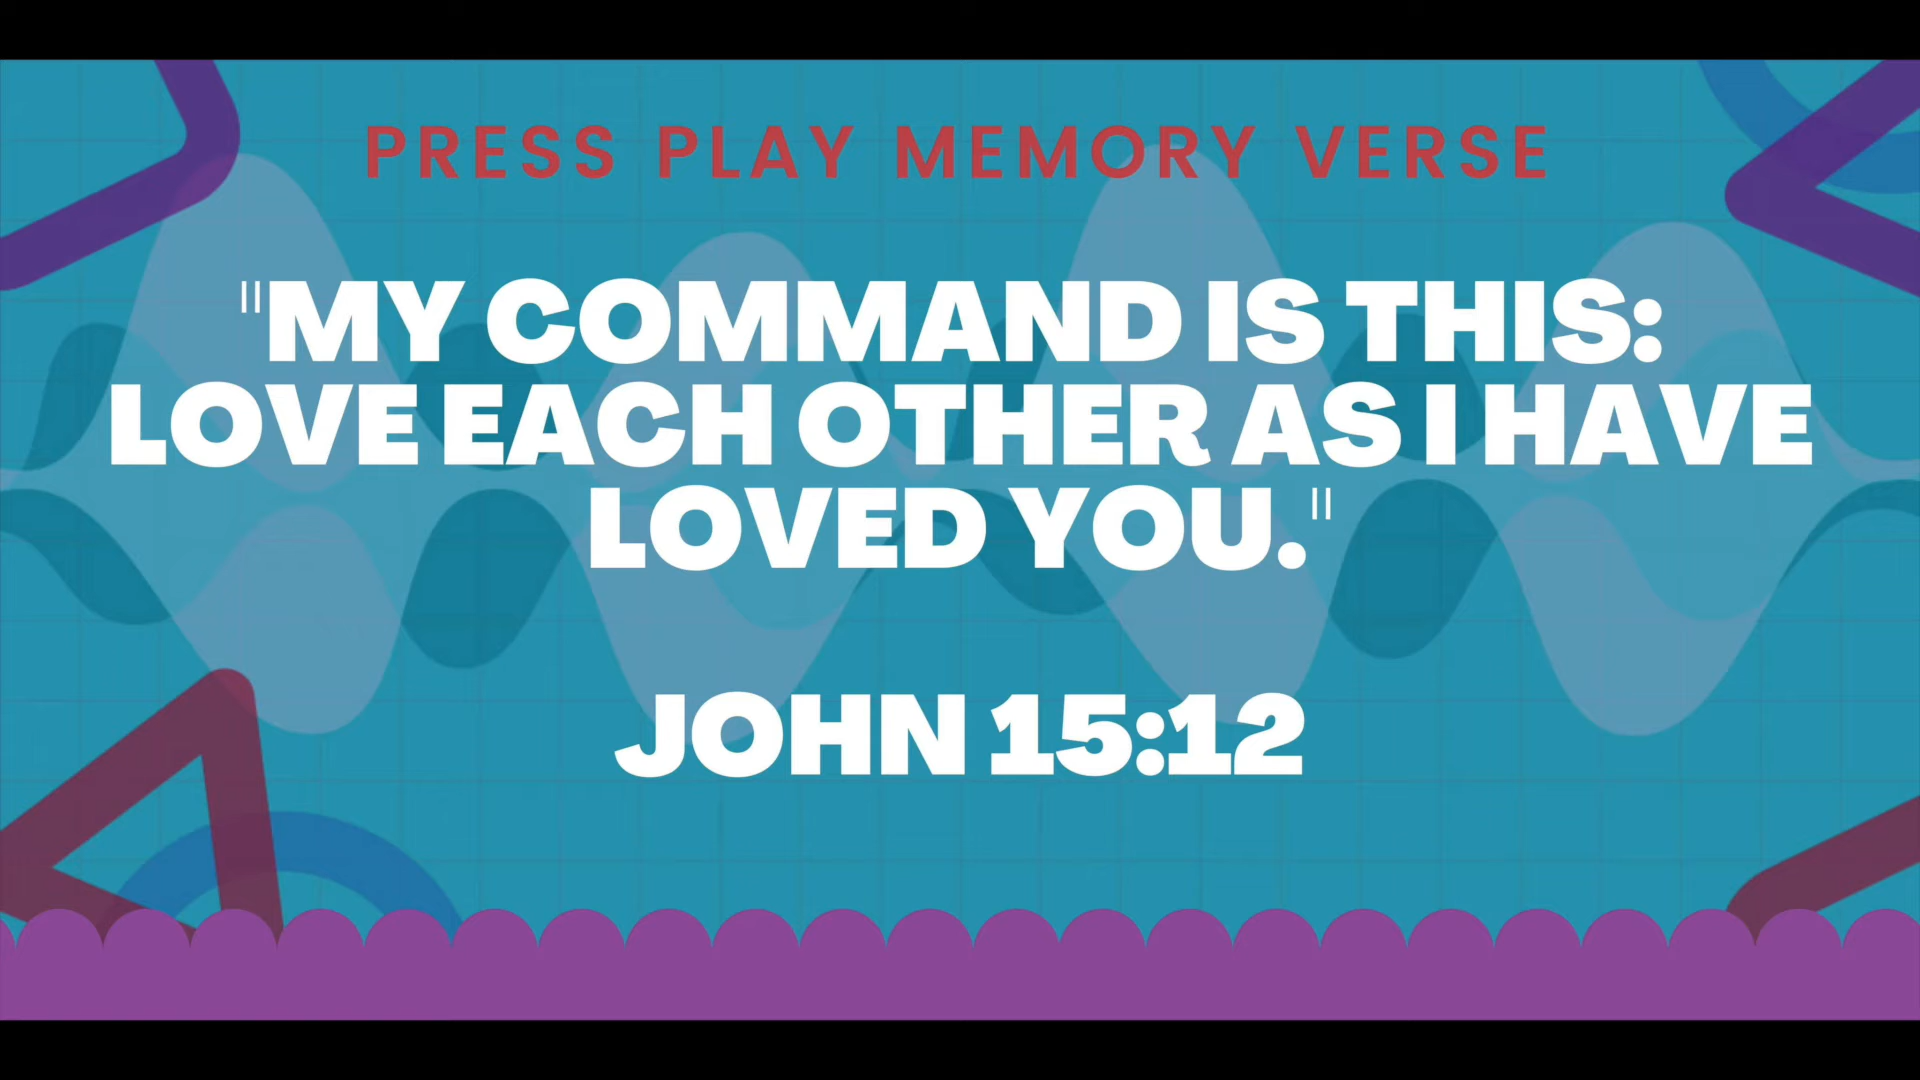 PRESS PLAY MEMORY VERSE
"MY COMMAND IS THIS:
LOVE EACH OTHER AS I HAVE
LOVED YOU."
JOHN 15:12